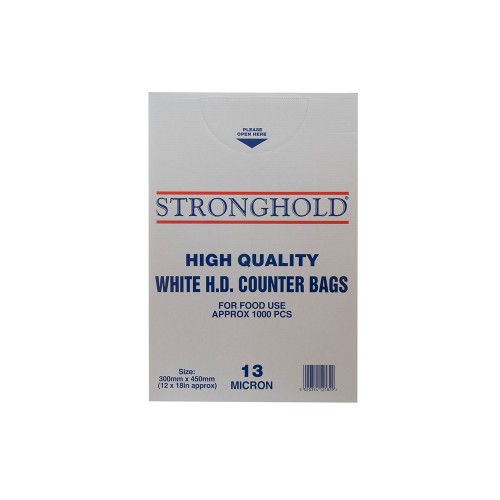 PLEASE
OPEN HERE
STRONGHOLD®
HIGH QUALITY
WHITE H.D. COUNTER BAGS
FOR FOOD USE
APPROX 1000 PCS
Size:
300mm x 450mm
(12 x 18in approx)
13
MICRON